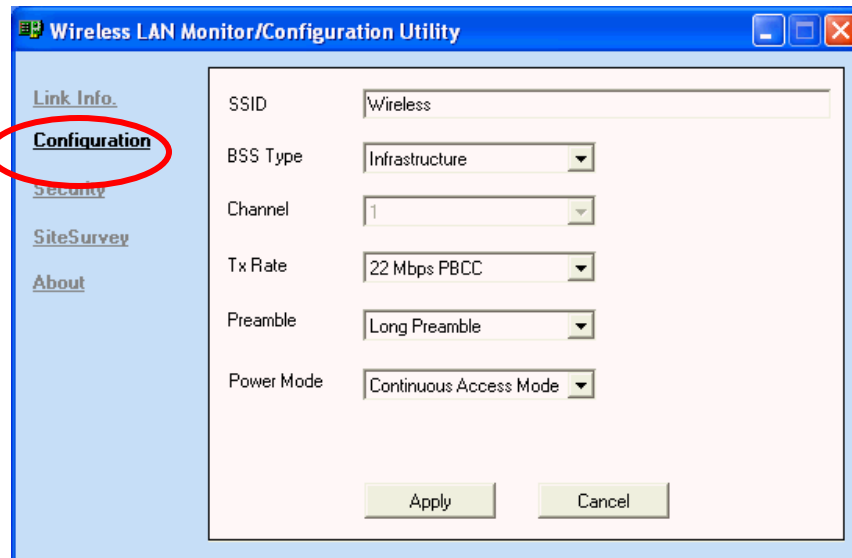 Wireless LAN Monitor/Configuration Utility
Link Info.
Configuration
Security
SiteSurvey
About
SSID Wireless
BSS Type Infrastructure
Channel 1
Tx Rate 22 Mbps PBCC
Preamble Long Preamble
Power Mode Continuous Access Mode
Apply Cancel